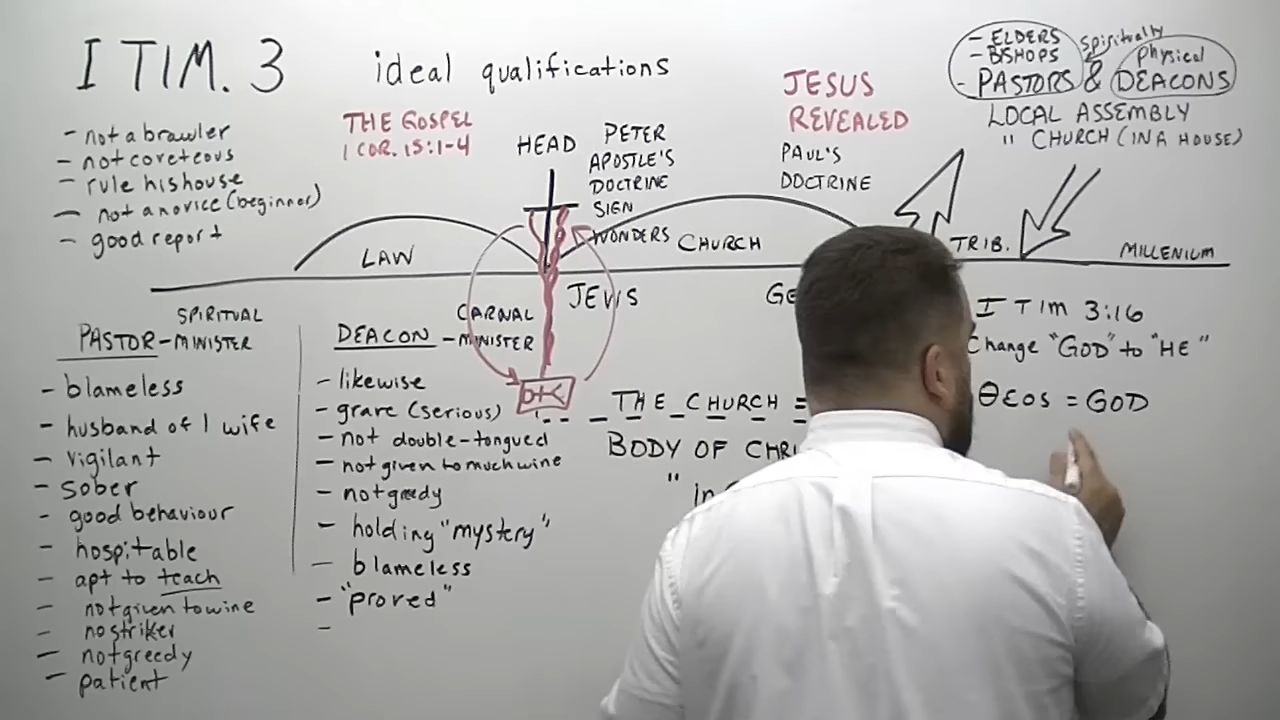 I TIM. 3
ideal qualifications
- not a brawler
- not coveteous
- rule his house
- not a novice (beginner)
- good report
THE GOSPEL
1 COR. 15:1-4
HEAD
PETER
APOSTLE'S
DOCTRINE
SIGN
WONDERS
JESUS
REVEALED
PAUL'S
DOCTRINE
- ELDERS
- BISHOPS
- PASTORS & DEACONS
spiritually
physical
LOCAL ASSEMBLY
" CHURCH (IN A HOUSE)
LAW
CHURCH
TRIB.
MILLENIUM
JEWS
SPIRITUAL
PASTOR - MINISTER
- blameless
- husband of 1 wife
- vigilant
- sober
- good behaviour
- hospitable
- apt to teach
- not given to wine
- no striker
- not greedy
- patient
CARNAL
DEACON - MINISTER
- likewise
- grave (serious)
- not double-tongued
- not given to much wine
- not greedy
- holding "mystery"
- blameless
- "proved"
-
THE CHURCH =
BODY OF
" in
I TIM 3:16
Change "GOD" to "HE"
θεos = GOD